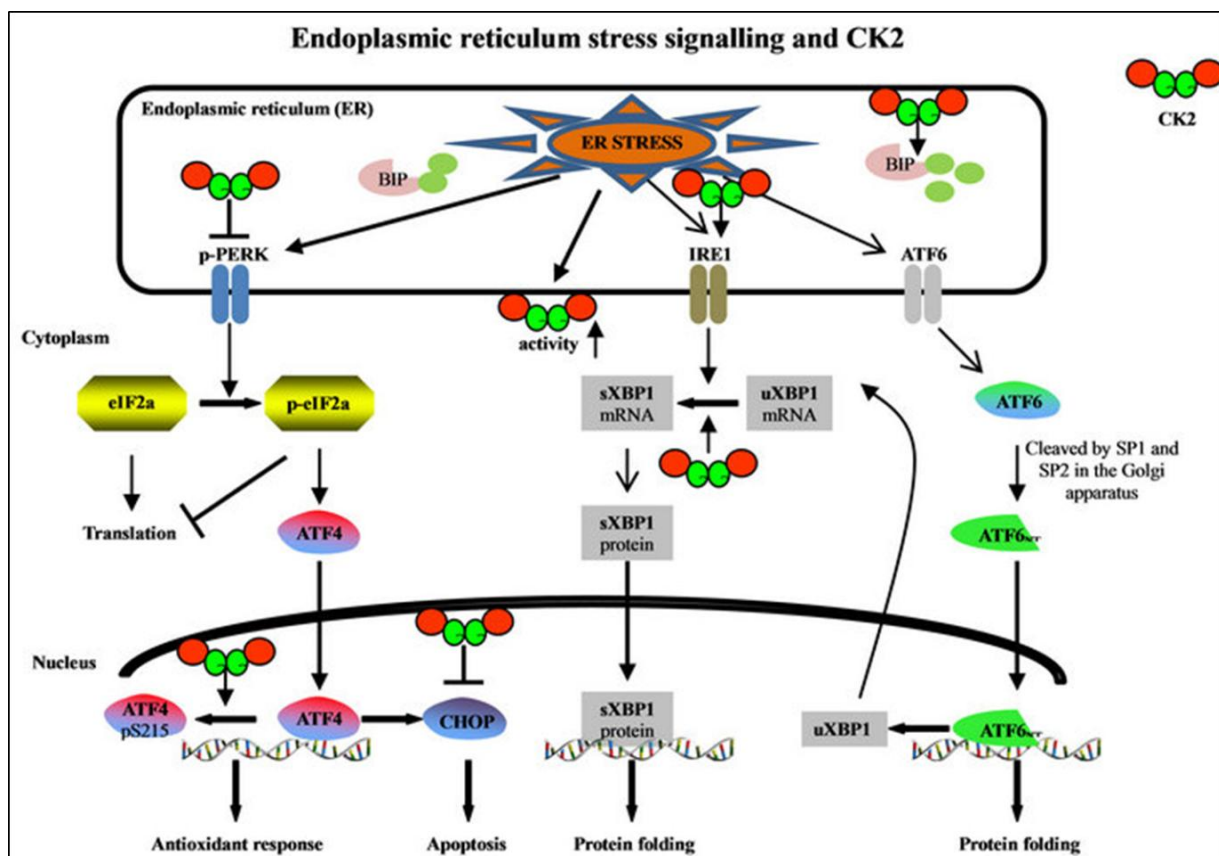 Endoplasmic reticulum stress signalling and CK2
Endoplasmic reticulum (ER)
CK2
ER STRESS
BIP
BIP
p-PERK
IRE1
ATF6
Cytoplasm
activity
eIF2a
p-eIF2a
sXBP1
mRNA
uXBP1
mRNA
ATF6
Cleaved by SP1 and
SP2 in the Golgi
apparatus
Translation
ATF4
sXBP1
protein
ATF6
Nucleus
ATF4
pS215
ATF4
CHOP
sXBP1
protein
uXBP1
ATF6
Antioxidant response
Apoptosis
Protein folding
Protein folding